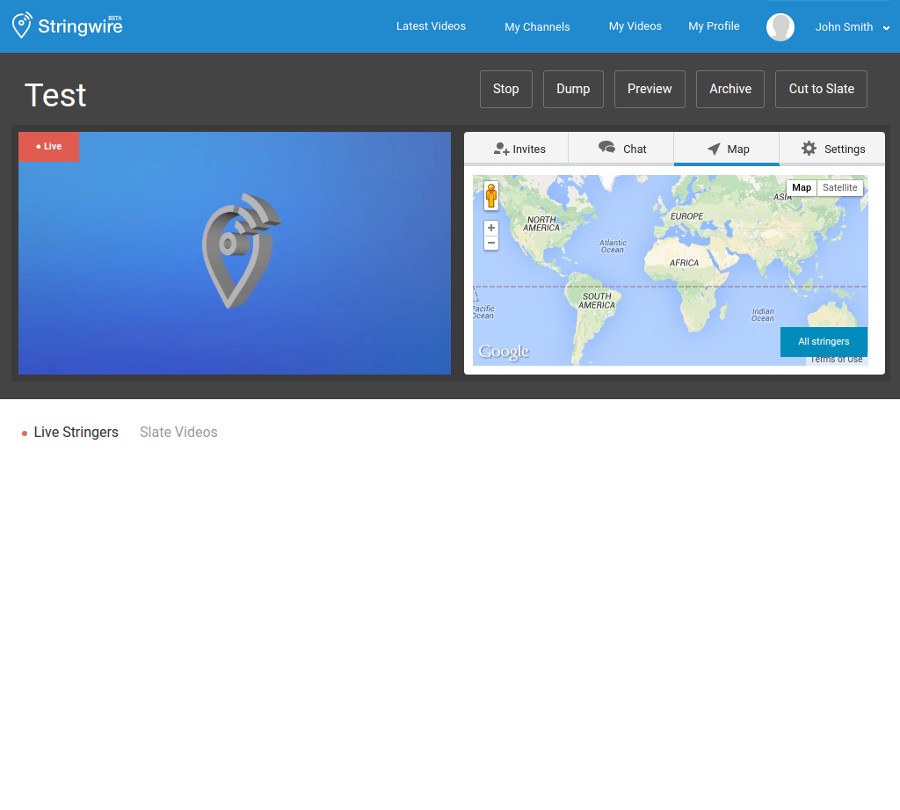 Stringwire BETA
Latest Videos
My Channels
My Videos
My Profile
John Smith
Test
Stop
Dump
Preview
Archive
Cut to Slate
Live
Invites
Chat
Map
Settings
Map Satellite
ASIA
NORTH
AMERICA
EUROPE
Atlantic
Ocean
AFRICA
SOUTH
AMERICA
Pacific
Ocean
Indian
Ocean
All stringers
Google
Terms of Use
Live Stringers
Slate Videos